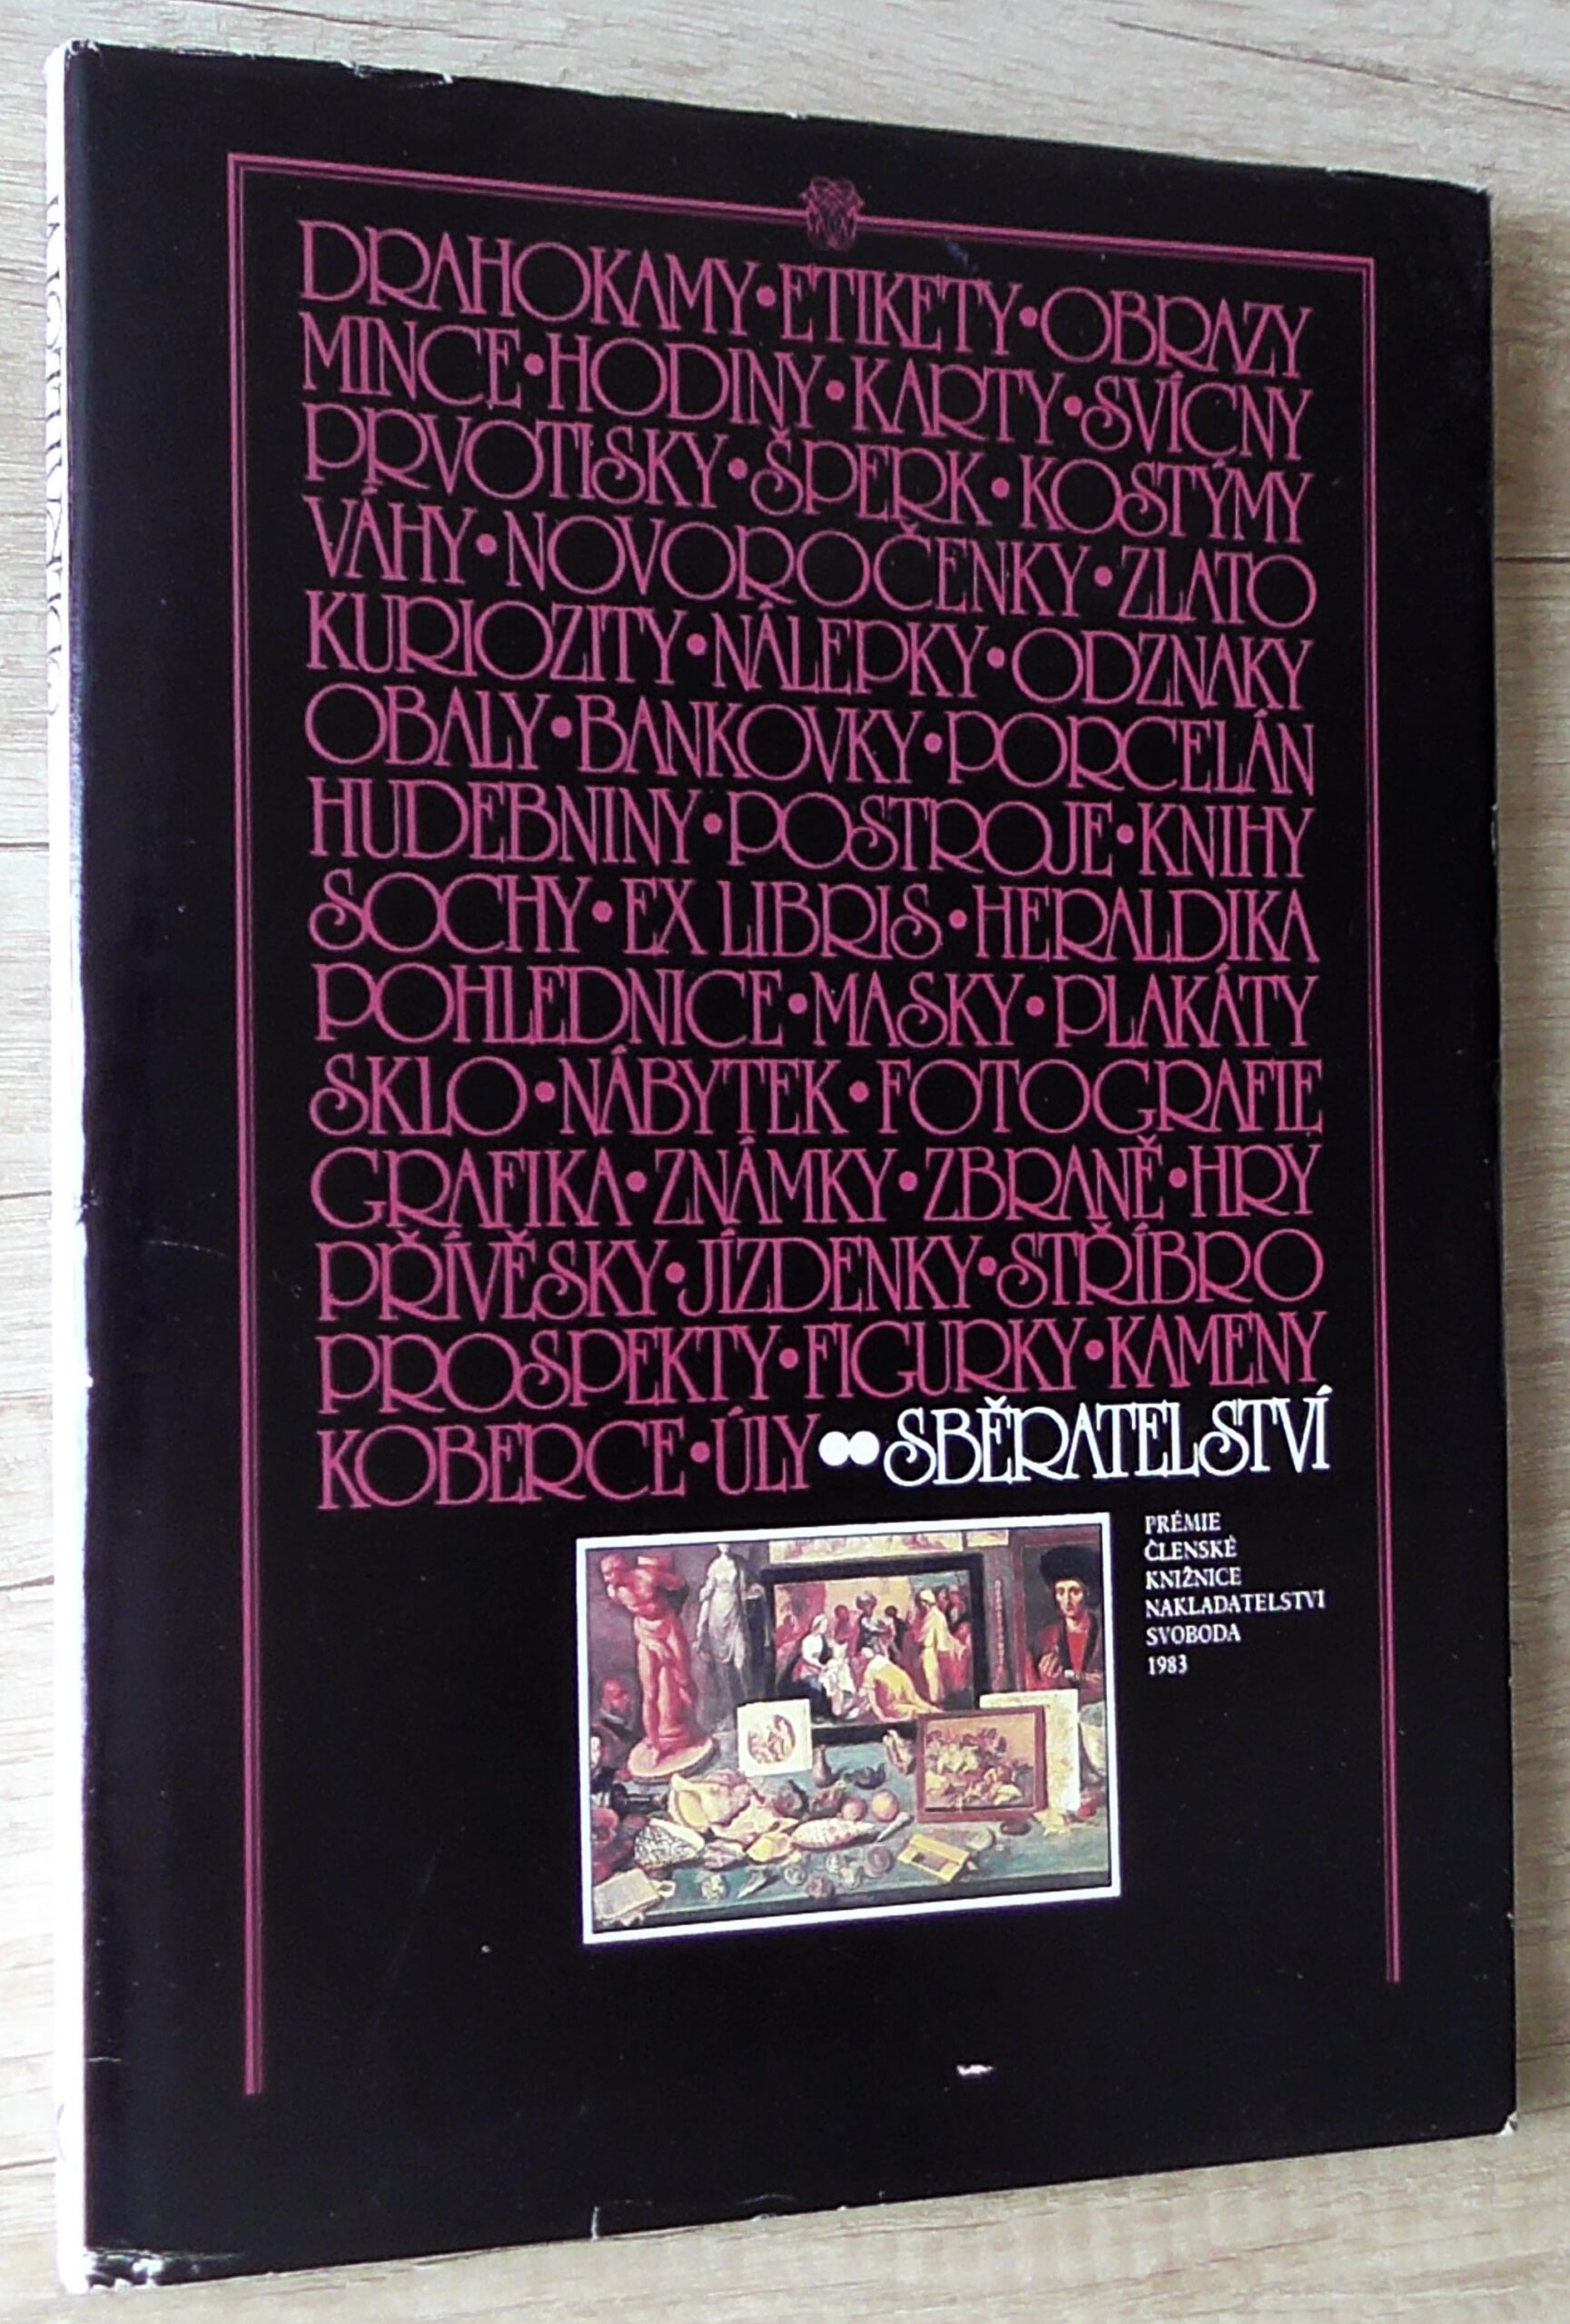 DRAHOKAMY•ETIKETY•OBRAZY
MINCE•HODINY•KARTY•SVÍCNY
PRVOTISKY•ŠPERK•KOSTÝMY
VÁHY•NOVOROČENKY•ZLATO
KURIOZITY•NÁLEPKY•ODZNAKY
OBALY•BANKOVKY•PORCELÁN
HUDEBNINY•POSTROJE•KNIHY
SOCHY•EX LIBRIS•HERALDIKA
POHLEDNICE•MASKY•PLAKÁTY
SKLO•NÁBYTEK•FOTOGRAFIE
GRAFIKA•ZNÁMKY•ZBRANĚ•HRY
PŘÍVĚSKY•JÍZDENKY•STŘÍBRO
PROSPEKTY•FIGURKY•KAMENY
KOBERCE•ÚLY••SBĚRATELSTVÍ
PRÉMIE
ČLENSKÉ
KNIŽNICE
NAKLADATELSTVÍ
SVOBODA
1983